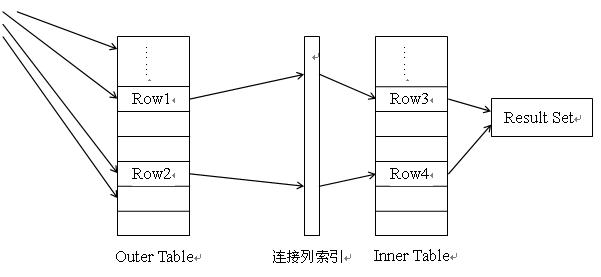 Row1
Row3
Result Set
Row2
Row4
Outer Table
连接列索引
Inner Table